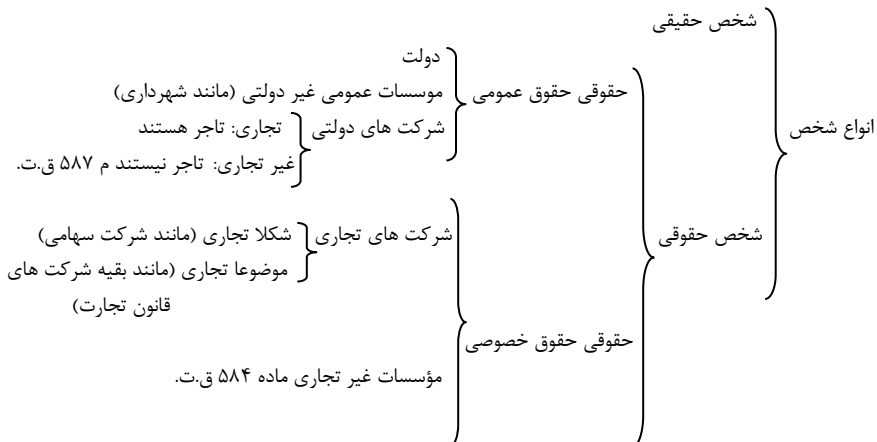 انواع شخص
شخص حقیقی
شخص حقوقی
حقوقی حقوق عمومی
دولت
موسسات عمومی غیر دولتی (مانند شهرداری)
شرکت های دولتی
تجاری: تاجر هستند
غیر تجاری: تاجر نیستند م ۵۸۷ ق.ت.
حقوقی حقوق خصوصی
شرکت های تجاری
شکلا تجاری (مانند شرکت سهامی)
موضوعا تجاری (مانند بقیه شرکت های
قانون تجارت)
مؤسسات غیر تجاری ماده ۵۸۴ ق.ت.